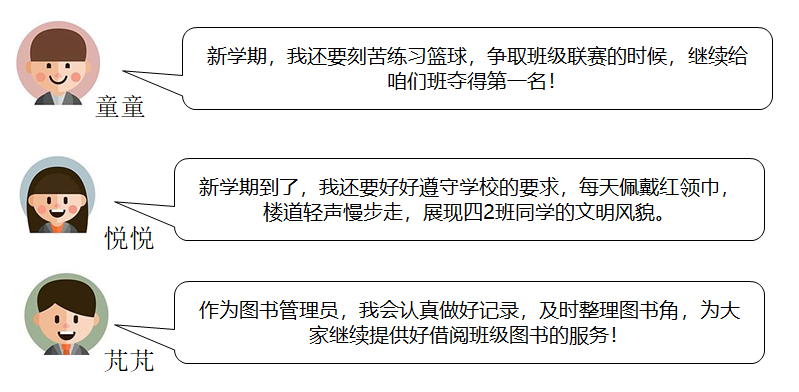 新学期，我还要刻苦练习篮球，争取班级联赛的时候，继续给
咱们班夺得第一名！
童童
新学期到了，我还要好好遵守学校的要求，每天佩戴红领巾，
楼道轻声慢步走，展现四2班同学的文明风貌。
悦悦
作为图书管理员，我会认真做好记录，及时整理图书角，为大
家继续提供好借阅班级图书的服务！
芃芃